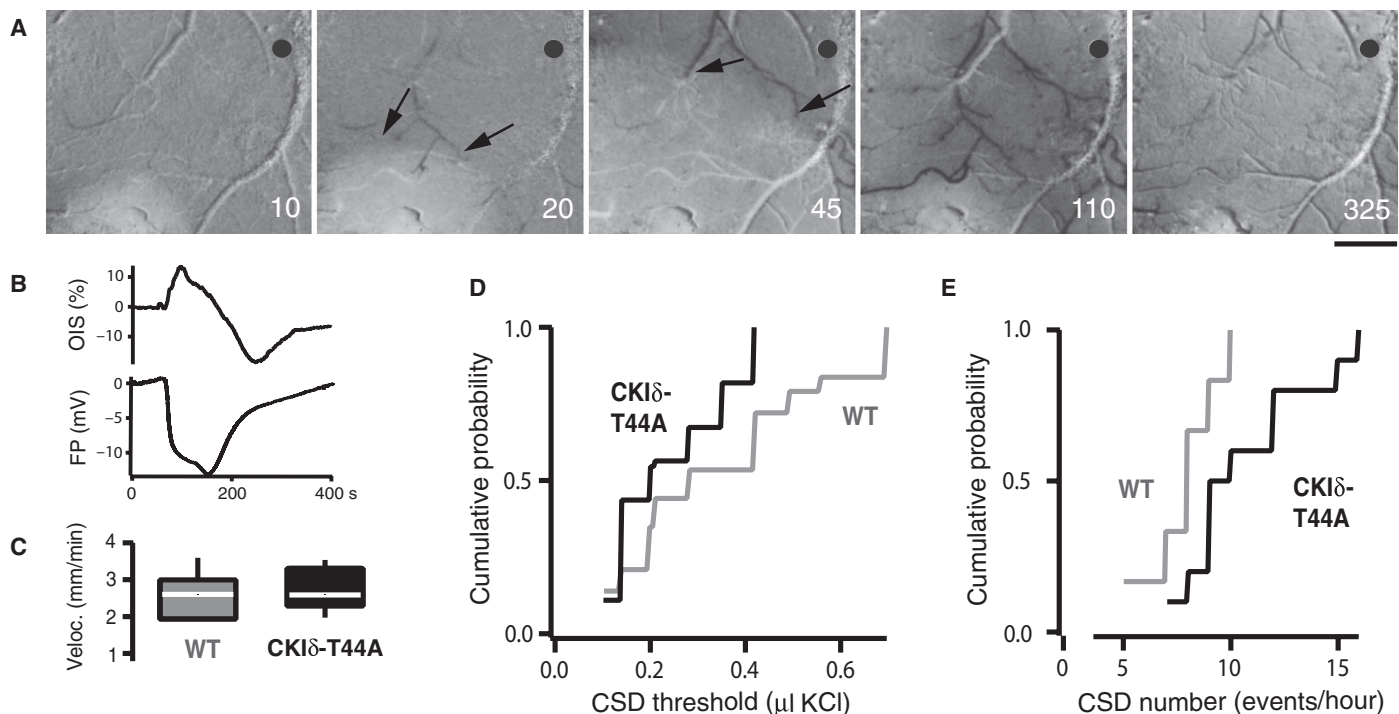 A
10
20
45
110
325
B
OIS (%)
10
0
−10
FP (mV)
0
−5
−10
0
200
400 s
C
Veloc. (mm/min)
4
3
2
1
WT
CKIδ-T44A
D
Cumulative probability
1.0
0.5
0.0
CKIδ-
T44A
WT
0.0
0.2
0.4
0.6
CSD threshold (μl KCl)
E
Cumulative probability
1.0
0.5
0.0
WT
CKIδ-
T44A
0
5
10
15
CSD number (events/hour)